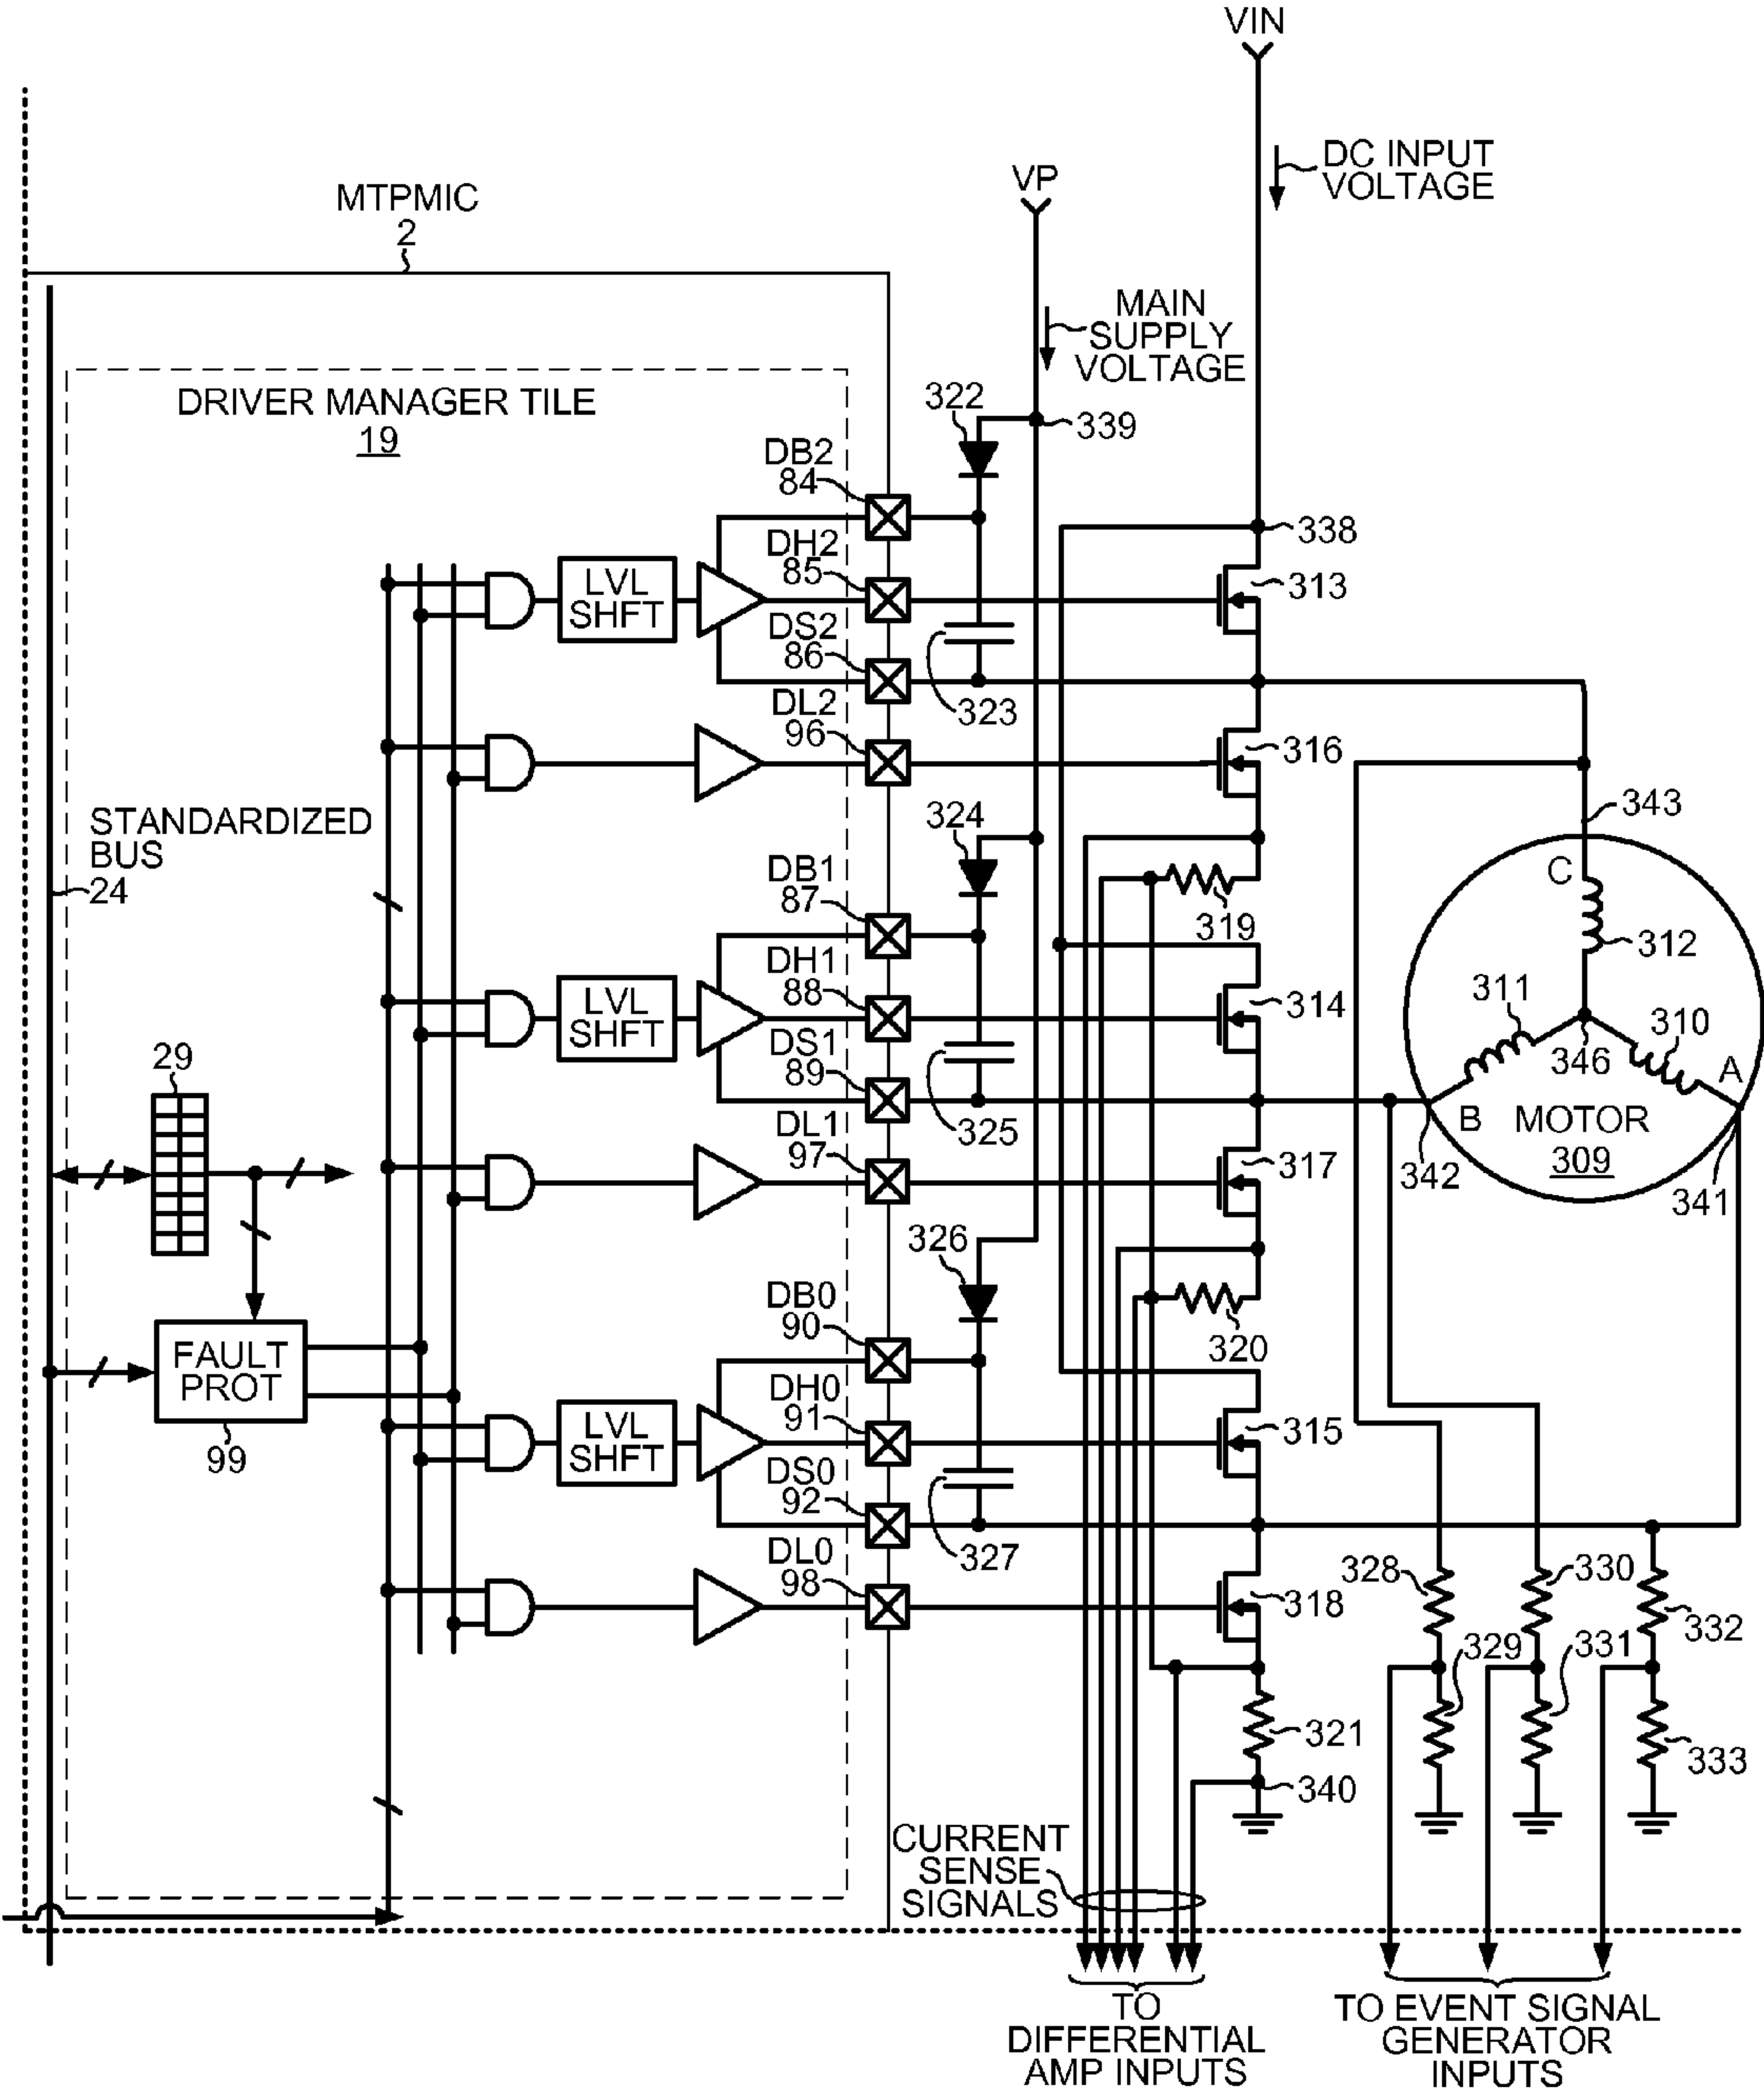 VIN
DC INPUT
VOLTAGE
VP
MTPMIC
2
MAIN
SUPPLY
VOLTAGE
DRIVER MANAGER TILE
19
322
339
DB2
84
338
DH2
85
LVL
SHFT
313
DS2
86
323
DL2
96
316
343
STANDARDIZED
BUS
24
324
C
DB1
87
319
312
DH1
88
LVL
SHFT
314
311
310
DS1
89
346
A
29
325
B
MOTOR
309
DL1
97
317
342
341
326
DB0
90
320
FAULT
PROT
99
DH0
91
LVL
SHFT
315
DS0
92
327
DL0
98
318
328
330
332
329
331
321
333
340
CURRENT
SENSE
SIGNALS
TO
DIFFERENTIAL
AMP INPUTS
TO EVENT SIGNAL
GENERATOR
INPUTS